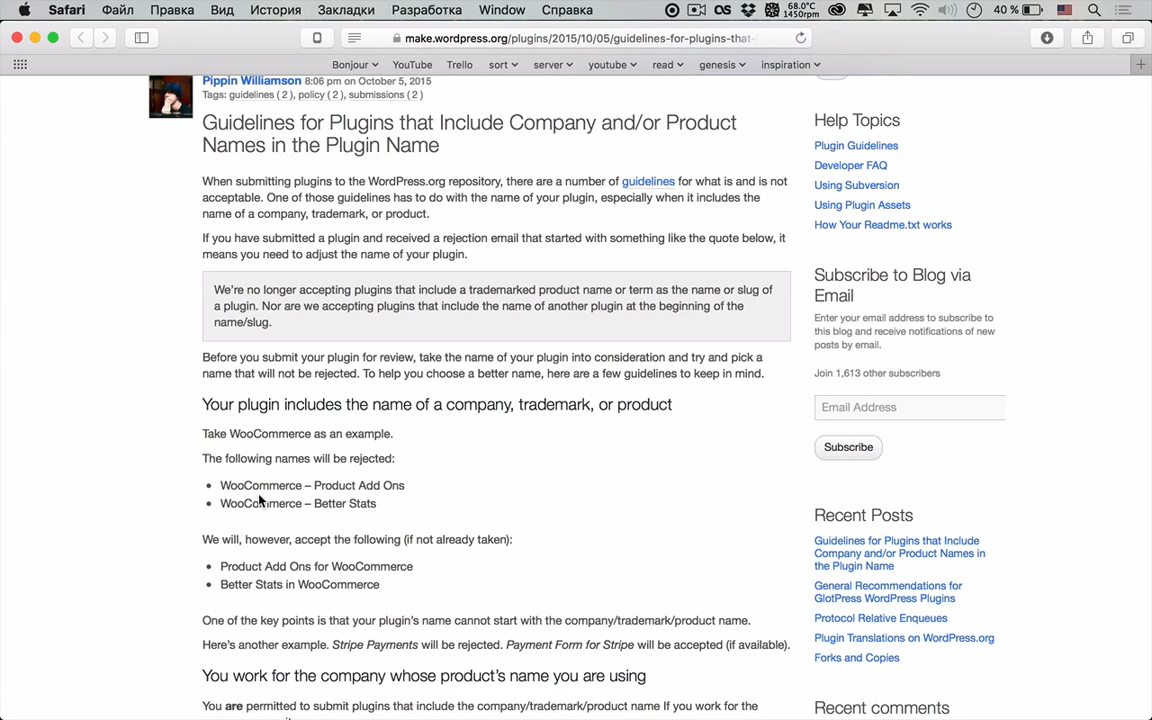 Safari Файл Правка Вид История Закладки Разработка Window Справка 68.0°C 1450rpm 40 %
make.wordpress.org/plugins/2015/10/05/guidelines-for-plugins-that-
Bonjour YouTube Trello sort server youtube read genesis inspiration
Pippin Williamson 8:06 pm on October 5, 2015
Tags: guidelines ( 2 ), policy ( 2 ), submissions ( 2 )
Guidelines for Plugins that Include Company and/or Product
Names in the Plugin Name
When submitting plugins to the WordPress.org repository, there are a number of guidelines for what is and is not
acceptable. One of those guidelines has to do with the name of your plugin, especially when it includes the
name of a company, trademark, or product.
If you have submitted a plugin and received a rejection email that started with something like the quote below, it
means you need to adjust the name of your plugin.
We're no longer accepting plugins that include a trademarked product name or term as the name or slug of
a plugin. Nor are we accepting plugins that include the name of another plugin at the beginning of the
name/slug.
Before you submit your plugin for review, take the name of your plugin into consideration and try and pick a
name that will not be rejected. To help you choose a better name, here are a few guidelines to keep in mind.
Your plugin includes the name of a company, trademark, or product
Take WooCommerce as an example.
The following names will be rejected:
• WooCommerce – Product Add Ons
• WooCommerce – Better Stats
We will, however, accept the following (if not already taken):
• Product Add Ons for WooCommerce
• Better Stats in WooCommerce
One of the key points is that your plugin's name cannot start with the company/trademark/product name.
Here's another example. Stripe Payments will be rejected. Payment Form for Stripe will be accepted (if available).
You work for the company whose product's name you are using
You are permitted to submit plugins that include the company/trademark/product name If you work for the
Help Topics
Plugin Guidelines
Developer FAQ
Using Subversion
Using Plugin Assets
How Your Readme.txt works
Subscribe to Blog via
Email
Enter your email address to subscribe to
this blog and receive notifications of new
posts by email.
Join 1,613 other subscribers
Email Address
Subscribe
Recent Posts
Guidelines for Plugins that Include
Company and/or Product Names in
the Plugin Name
General Recommendations for
GlotPress WordPress Plugins
Protocol Relative Enqueues
Plugin Translations on WordPress.org
Forks and Copies
Recent comments